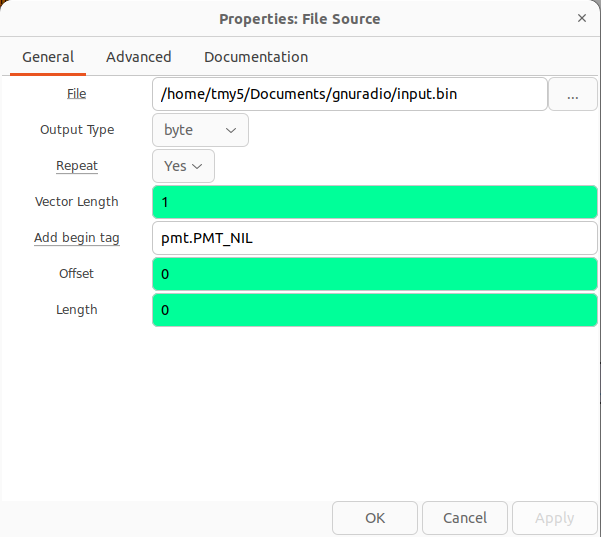 Properties: File Source
General Advanced Documentation
File /home/tmy5/Documents/gnuradio/input.bin ...
Output Type byte
Repeat Yes
Vector Length 1
Add begin tag pmt.PMT_NIL
Offset 0
Length 0
OK Cancel Apply